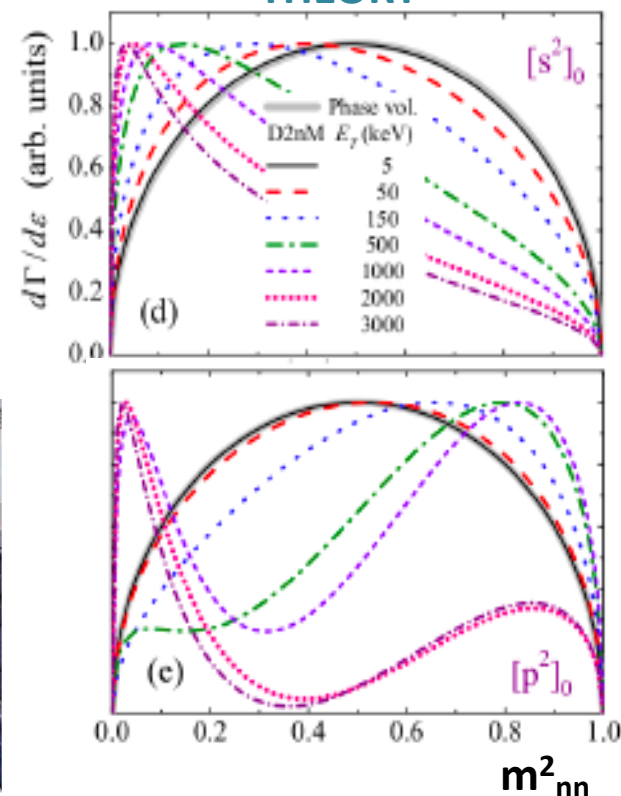 THEORY
dΓ/dε (arb. units)
1.0
0.8
0.6
0.4
0.2
0.0
[s²]₀
Phase vol.
D2nM E_T (keV)
5
50
150
500
1000
2000
3000
(d)
(e)
[p²]₀
0.0 0.2 0.4 0.6 0.8 1.0
m²ₙₙ